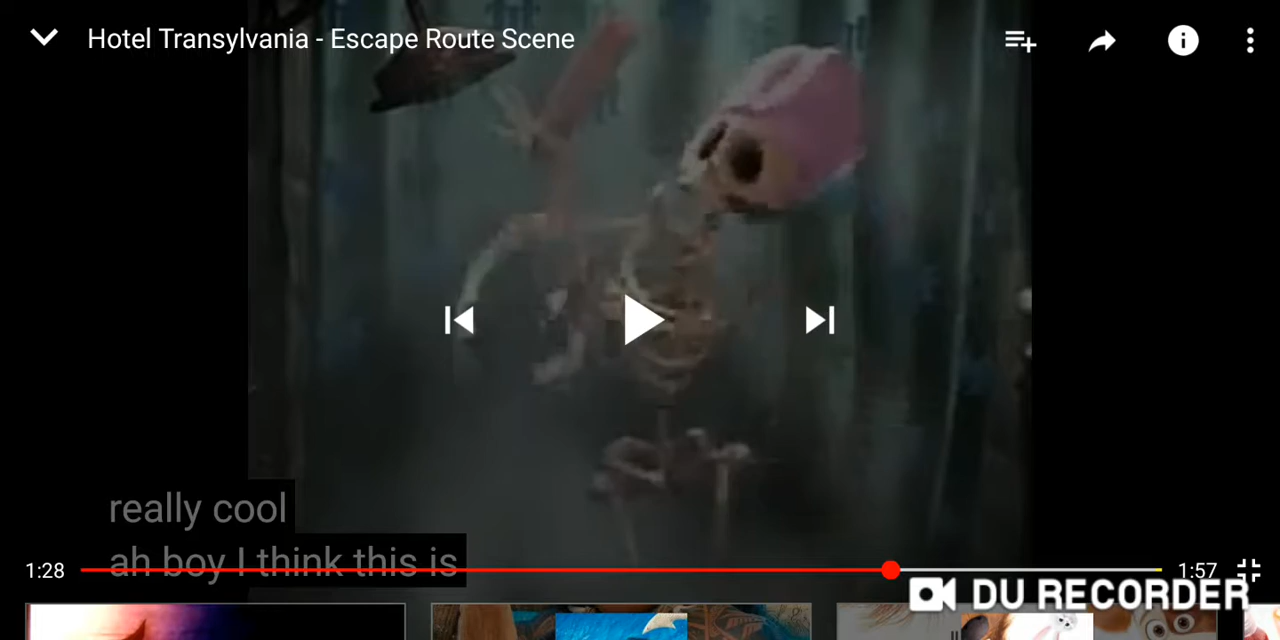 Hotel Transylvania - Escape Route Scene
really cool
ah boy I think this is
1:28
1:57
DU RECORDER